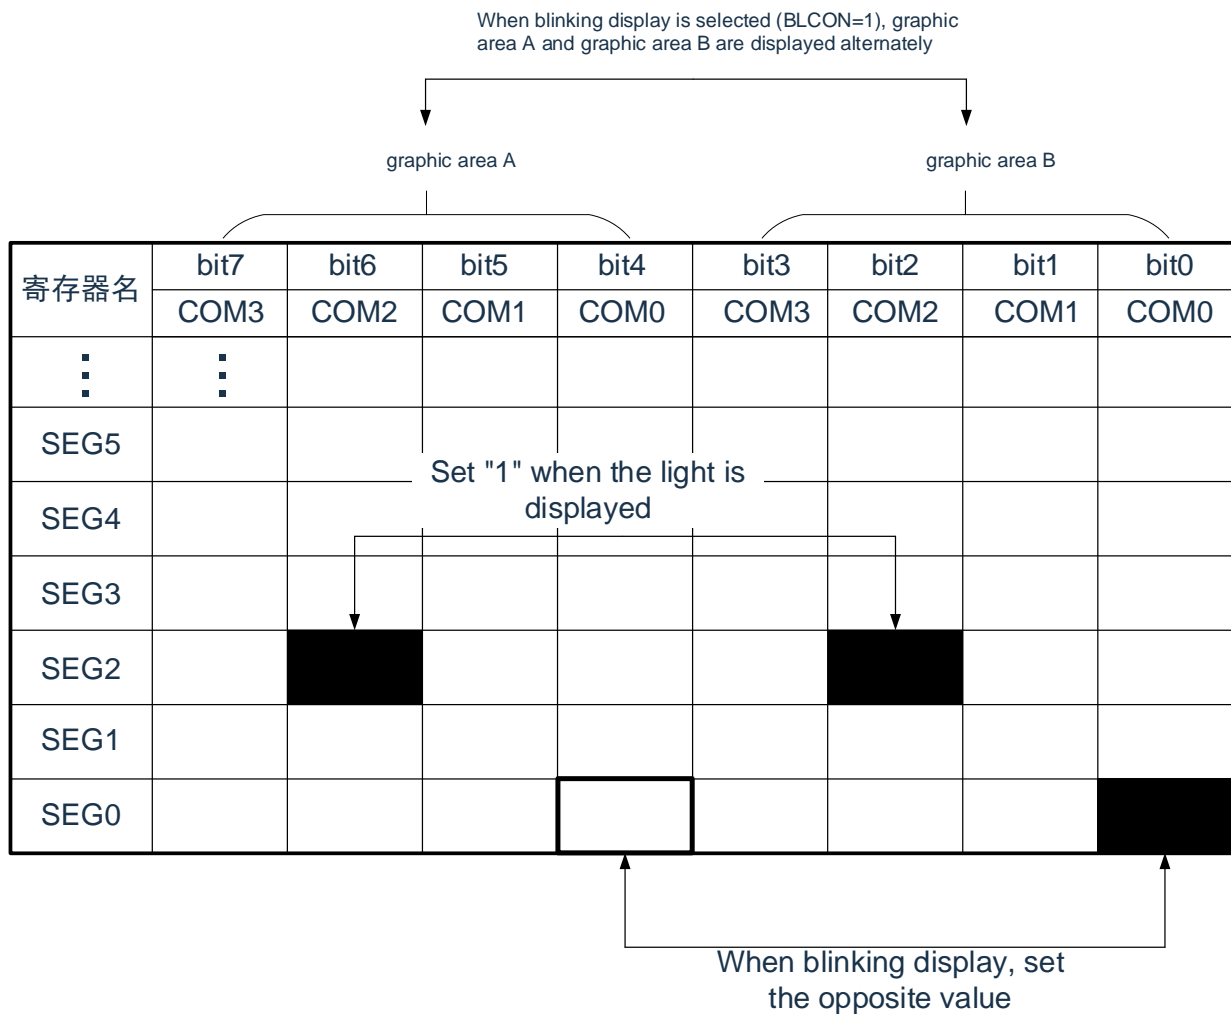 When blinking display is selected (BLCON=1), graphic
area A and graphic area B are displayed alternately
graphic area A graphic area B
寄存器名 bit7 bit6 bit5 bit4 bit3 bit2 bit1 bit0
COM3 COM2 COM1 COM0 COM3 COM2 COM1 COM0
SEG5
Set "1" when the light is
displayed
SEG4
SEG3
SEG2
SEG1
SEG0
When blinking display, set
the opposite value